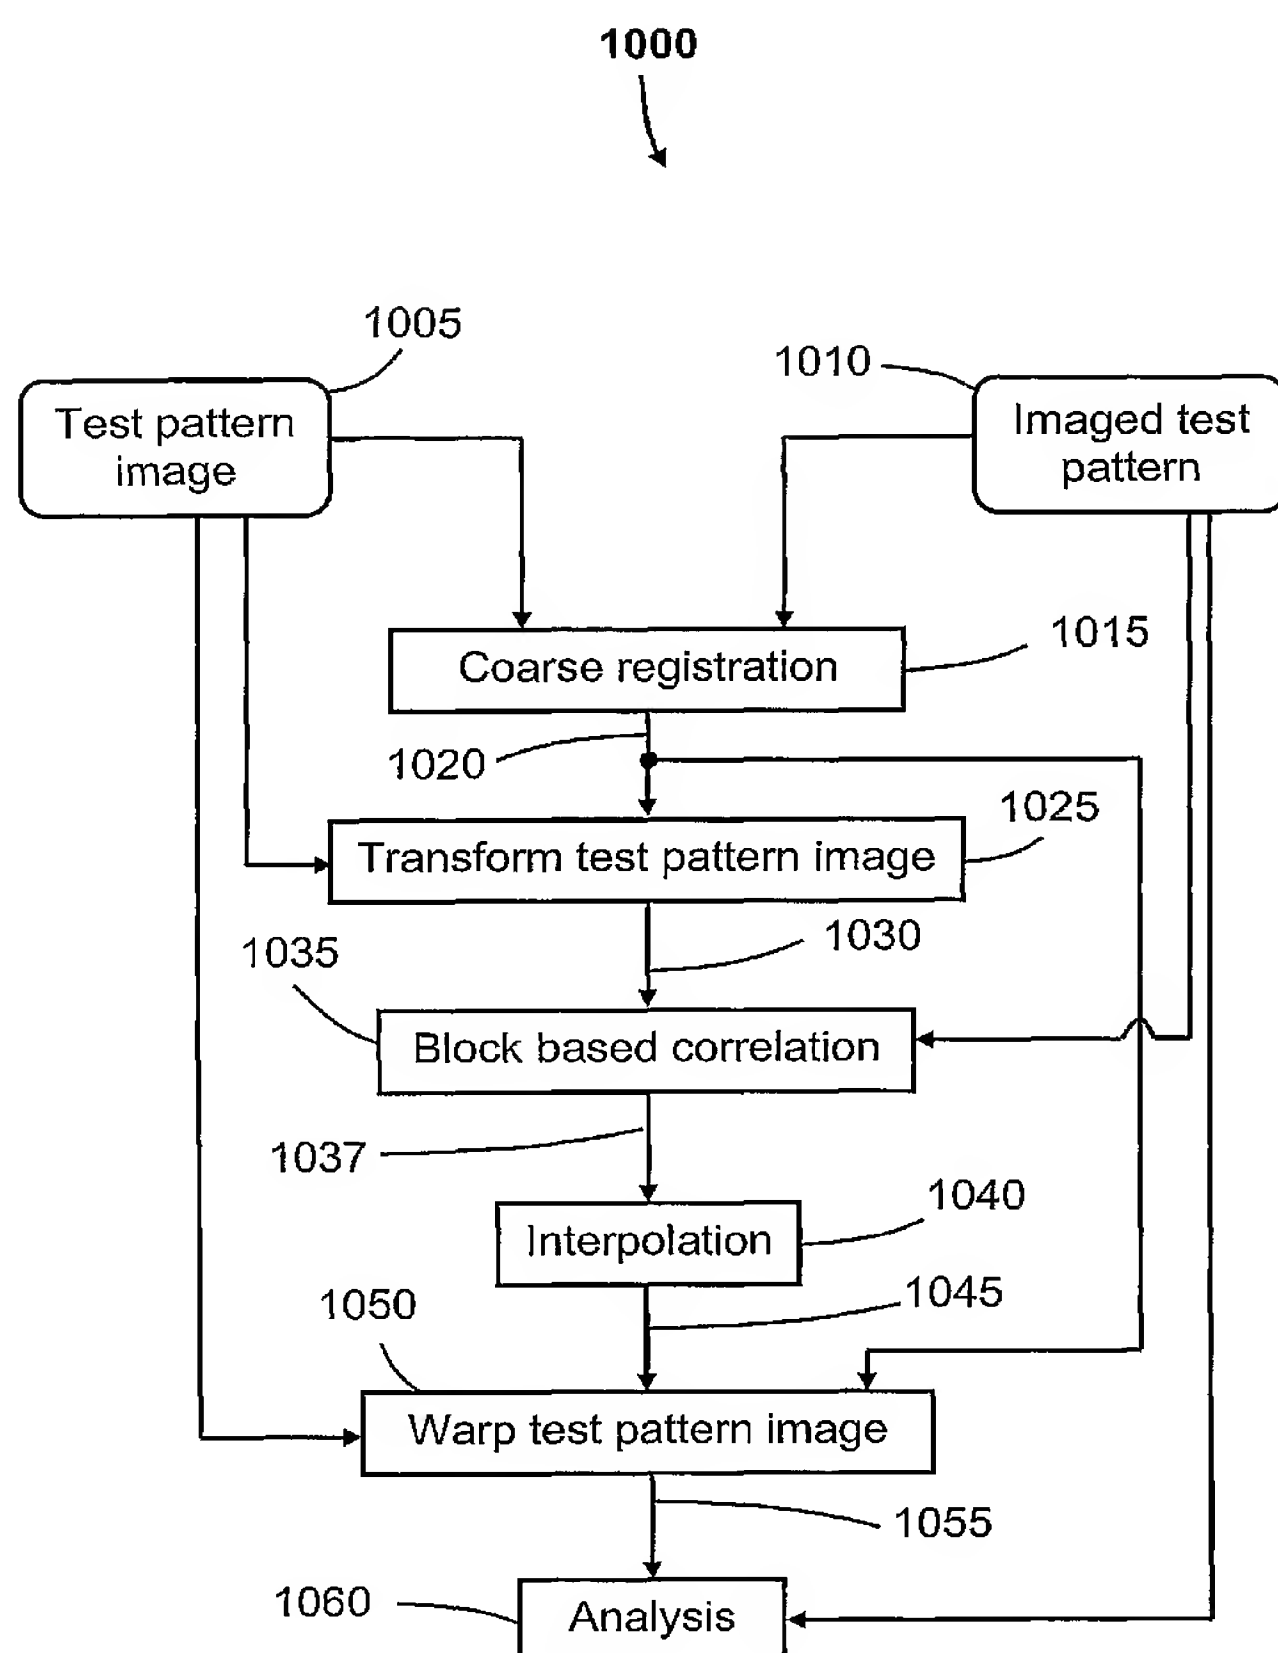 1000
1005
1010
Test pattern
image
Imaged test
pattern
1015
Coarse registration
1020
1025
Transform test pattern image
1030
1035
Block based correlation
1037
1040
Interpolation
1045
1050
Warp test pattern image
1055
1060
Analysis